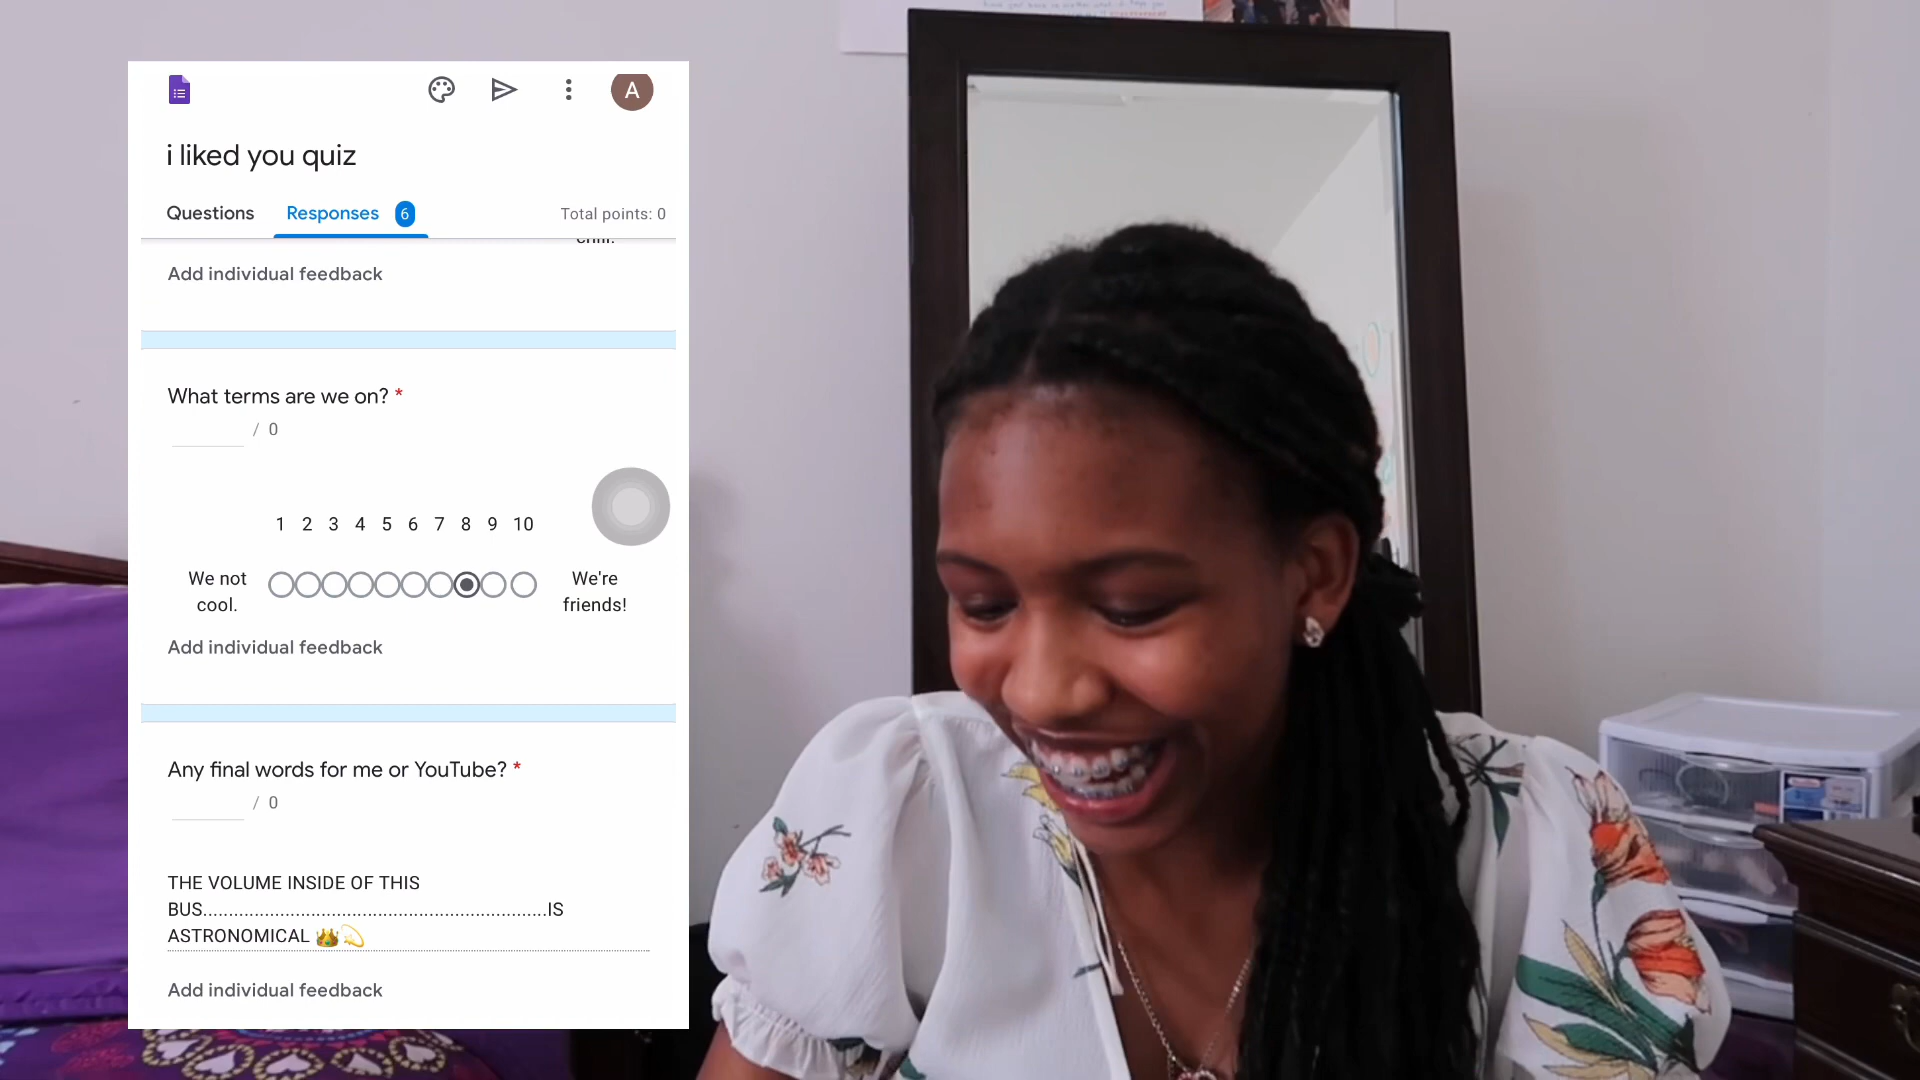 A
i liked you quiz
Questions Responses 6 Total points: 0
Add individual feedback
What terms are we on? *
/ 0
1 2 3 4 5 6 7 8 9 10
We not We're
cool. friends!
Add individual feedback
Any final words for me or YouTube? *
/ 0
THE VOLUME INSIDE OF THIS
BUS..................................................................IS
ASTRONOMICAL 👑💫
Add individual feedback